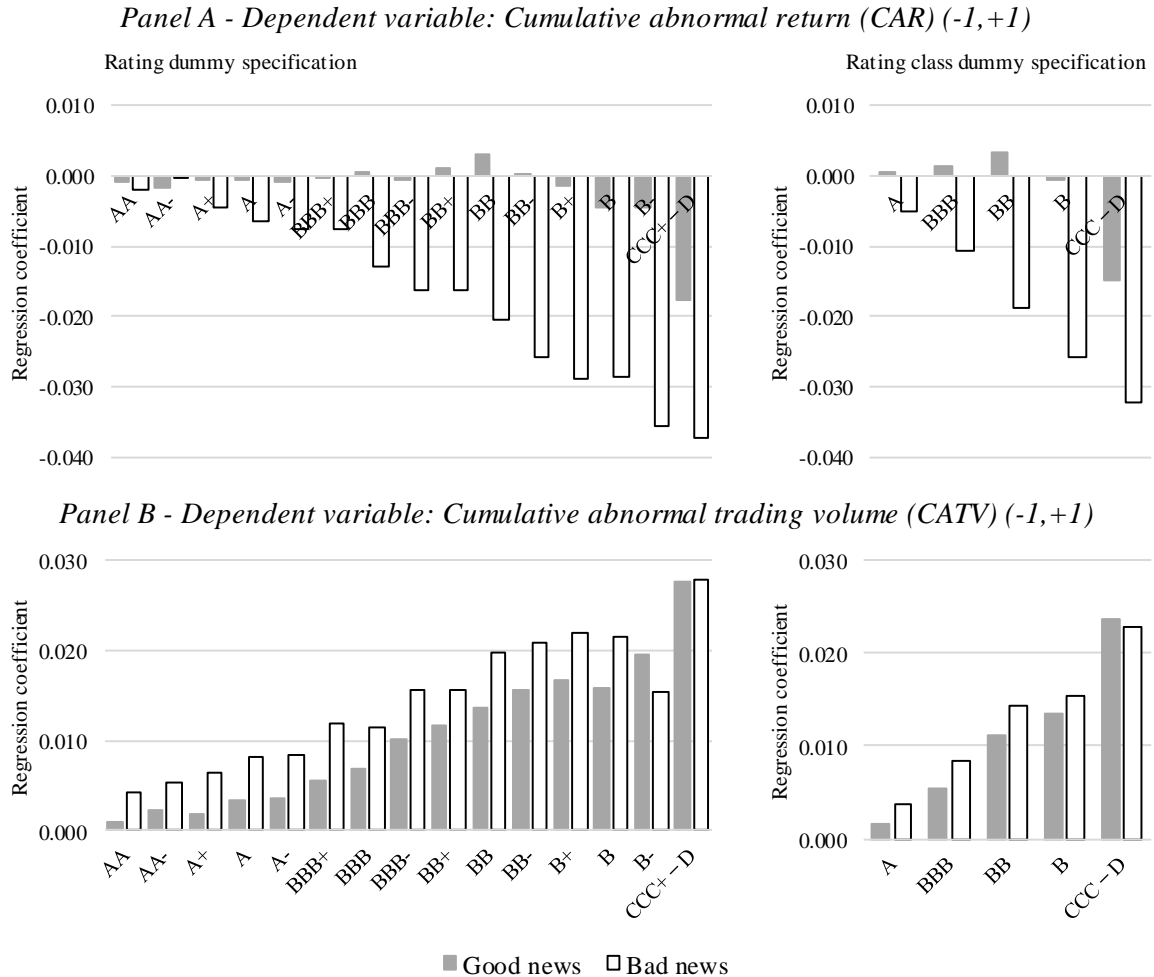 Panel A - Dependent variable: Cumulative abnormal return (CAR) (-1,+1)
Rating dummy specification
Rating class dummy specification
Regression coefficient
0.010
0.000
-0.010
-0.020
-0.030
-0.040
AA
AA-
A+
A
A-
BBB+
BBB
BBB-
BB+
BB
BB-
B+
B
B-
CCC+ – D
Regression coefficient
0.010
0.000
-0.010
-0.020
-0.030
-0.040
A
BBB
BB
B
CCC – D
Panel B - Dependent variable: Cumulative abnormal trading volume (CATV) (-1,+1)
Regression coefficient
0.030
0.020
0.010
0.000
AA
AA-
A+
A
A-
BBB+
BBB
BBB-
BB+
BB
BB-
B+
B
B-
CCC+ – D
Regression coefficient
0.030
0.020
0.010
0.000
A
BBB
BB
B
CCC – D
Good news Bad news